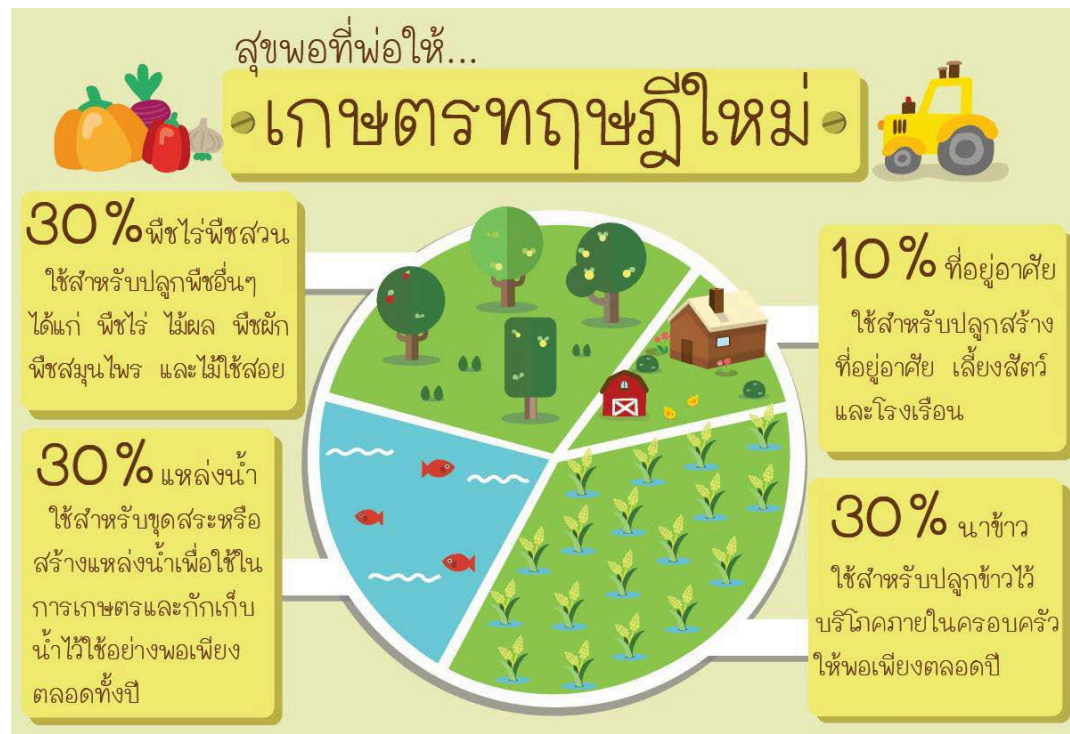 สุขพอที่พ่อให้...
เกษตรทฤษฎีใหม่
30% พืชไร่พืชสวน
ใช้สำหรับปลูกพืชอื่นๆ
ได้แก่ พืชไร่ ไม้ผล พืชผัก
พืชสมุนไพร และไม้ใช้สอย
30% แหล่งน้ำ
ใช้สำหรับขุดสระหรือ
สร้างแหล่งน้ำเพื่อใช้ใน
การเกษตรและกักเก็บ
น้ำไว้ใช้อย่างพอเพียง
ตลอดทั้งปี
10% ที่อยู่อาศัย
ใช้สำหรับปลูกสร้าง
ที่อยู่อาศัย เลี้ยงสัตว์
และโรงเรือน
30% นาข้าว
ใช้สำหรับปลูกข้าวไว้
บริโภคภายในครอบครัว
ให้พอเพียงตลอดปี